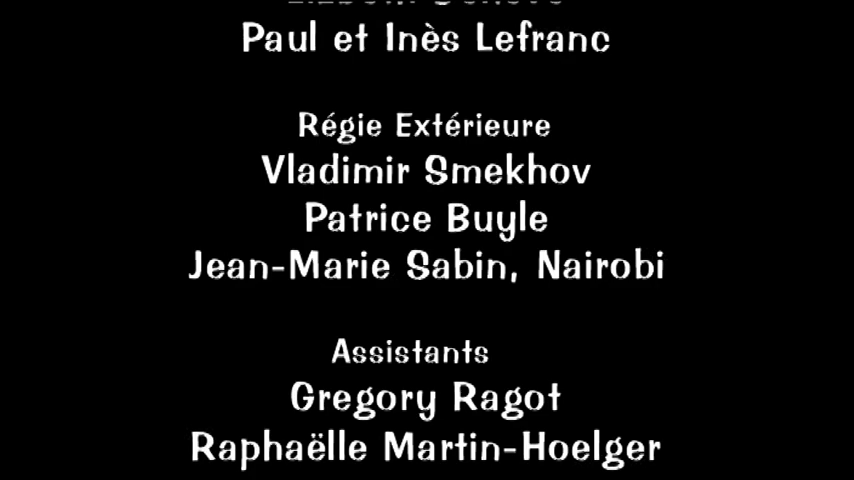 Paul et Inès Lefranc
Régie Extérieure
Vladimir Smekhov
Patrice Buyle
Jean-Marie Sabin, Nairobi
Assistants
Gregory Ragot
Raphaëlle Martin-Hoelger